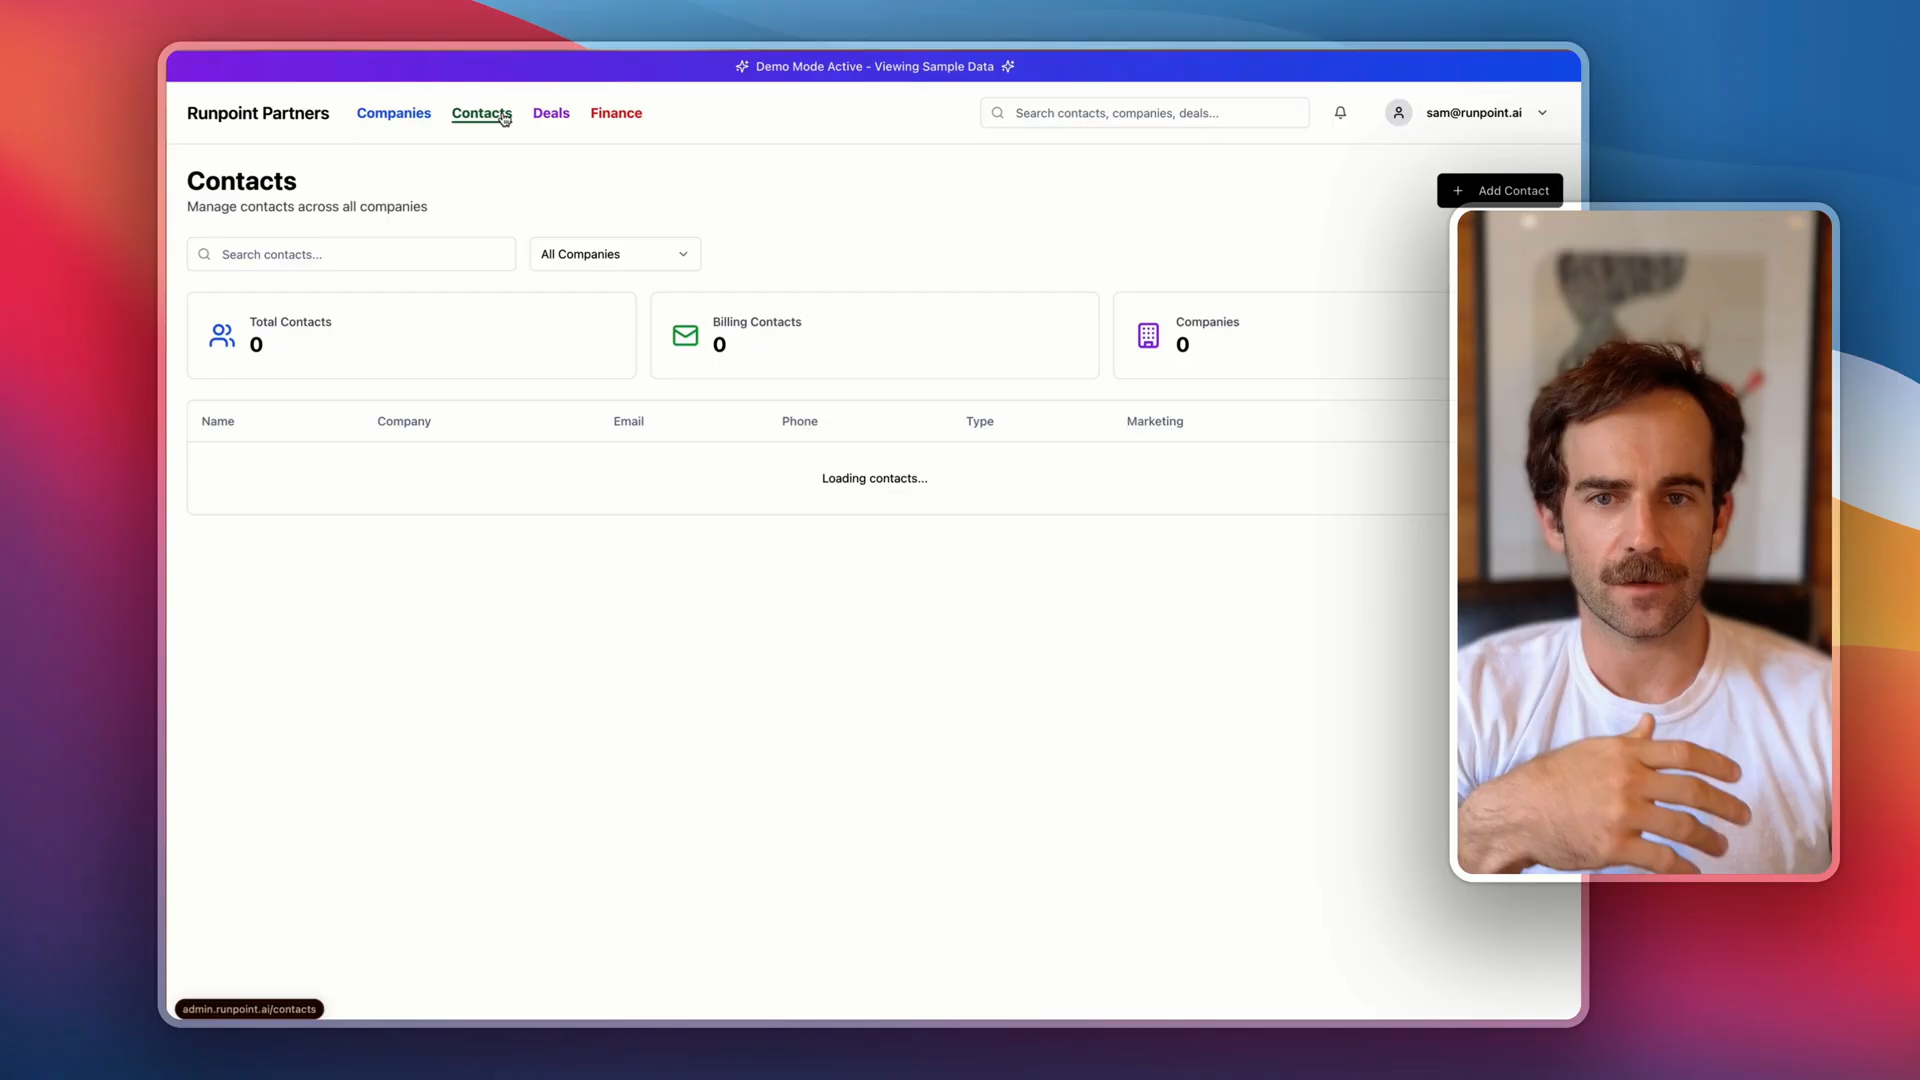 Demo Mode Active - Viewing Sample Data
Runpoint Partners
Companies
Contacts
Deals
Finance
Search contacts, companies, deals...
sam@runpoint.ai
Contacts
Manage contacts across all companies
Add Contact
Search contacts...
All Companies
Total Contacts
0
Billing Contacts
0
Companies
0
Name
Company
Email
Phone
Type
Marketing
Loading contacts...
admin.runpoint.ai/contacts